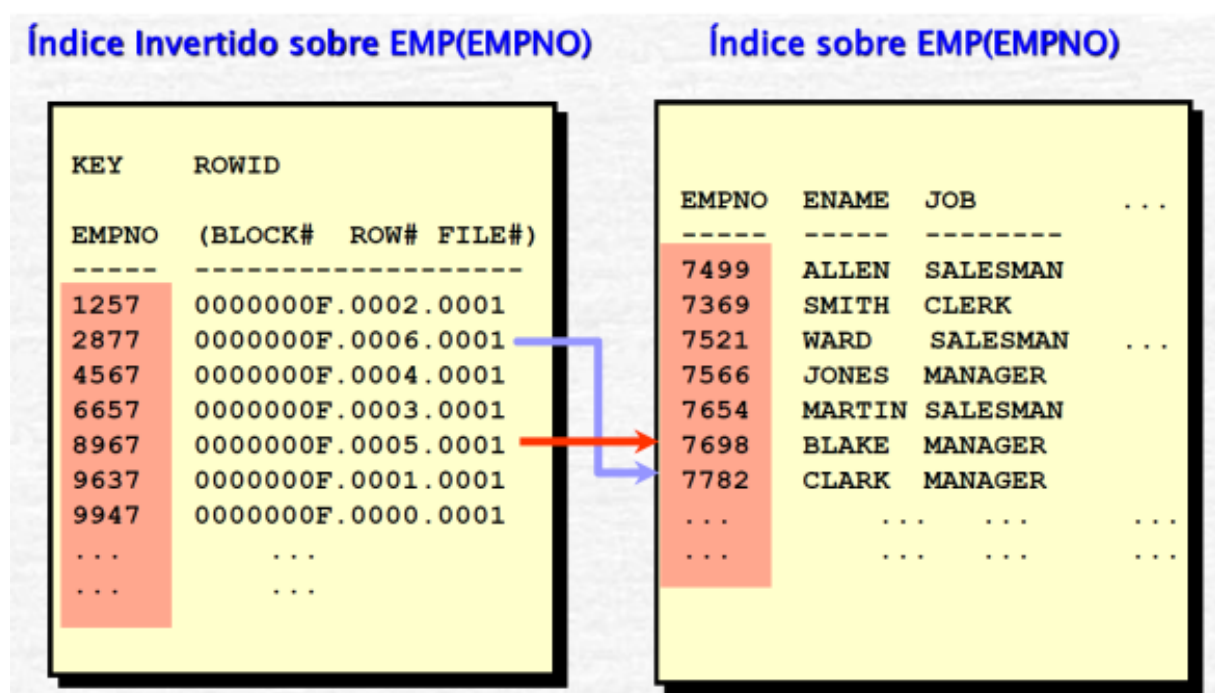 Índice Invertido sobre EMP(EMPNO)
KEY ROWID
EMPNO (BLOCK# ROW# FILE#)
----- -------------------
1257 0000000F.0002.0001
2877 0000000F.0006.0001
4567 0000000F.0004.0001
6657 0000000F.0003.0001
8967 0000000F.0005.0001
9637 0000000F.0001.0001
9947 0000000F.0000.0001
... ...
... ...
Índice sobre EMP(EMPNO)
EMPNO ENAME JOB ...
----- ----- --------
7499 ALLEN SALESMAN
7369 SMITH CLERK
7521 WARD SALESMAN ...
7566 JONES MANAGER
7654 MARTIN SALESMAN
7698 BLAKE MANAGER
7782 CLARK MANAGER
... ... ... ...
... ... ... ...